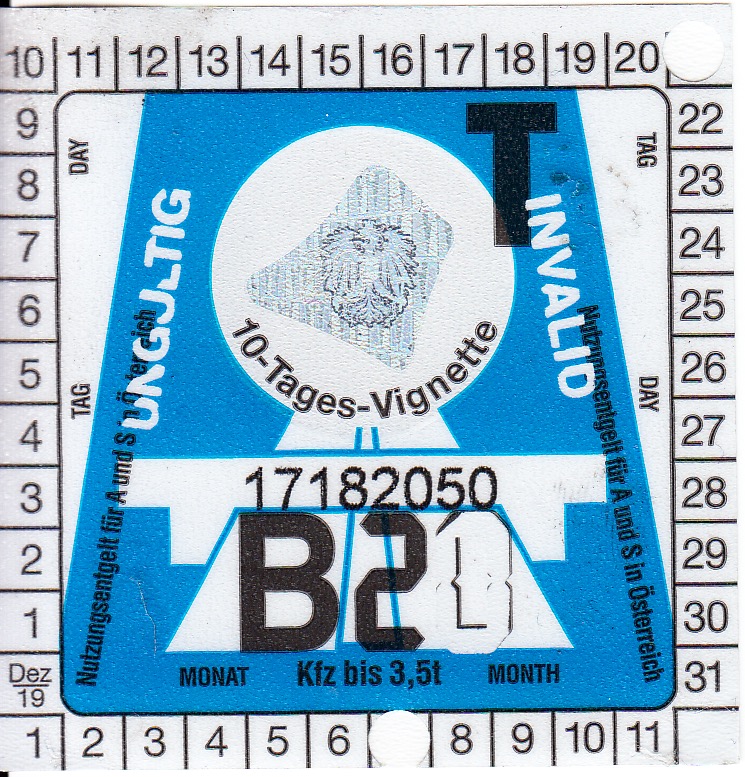 10 11 12 13 14 15 16 17 18 19 20
9
8
7
6
5
4
3
2
1
Dez
19
22
23
24
25
26
27
28
29
30
31
DAY
TAG
T
UNGÜLTIG
INVALID
10-Tages-Vignette
TAG
DAY
Nutzungsentgelt für A und S in Österreich
Nutzungsentgelt für A und S in Österreich
17182050
B20
MONAT Kfz bis 3,5t MONTH
1 2 3 4 5 6 8 9 10 11